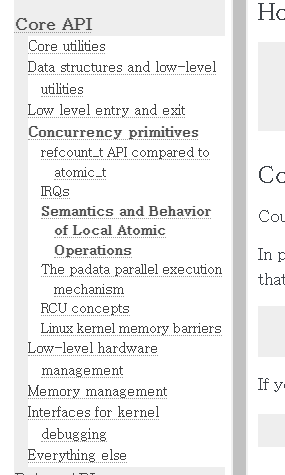 Core API
Core utilities
Data structures and low-level
utilities
Low level entry and exit
Concurrency primitives
refcount_t API compared to
atomic_t
IRQs
Semantics and Behavior
of Local Atomic
Operations
The padata parallel execution
mechanism
RCU concepts
Linux kernel memory barriers
Low-level hardware
management
Memory management
Interfaces for kernel
debugging
Everything else
Ho
Co
Cou
In p
that
If yo